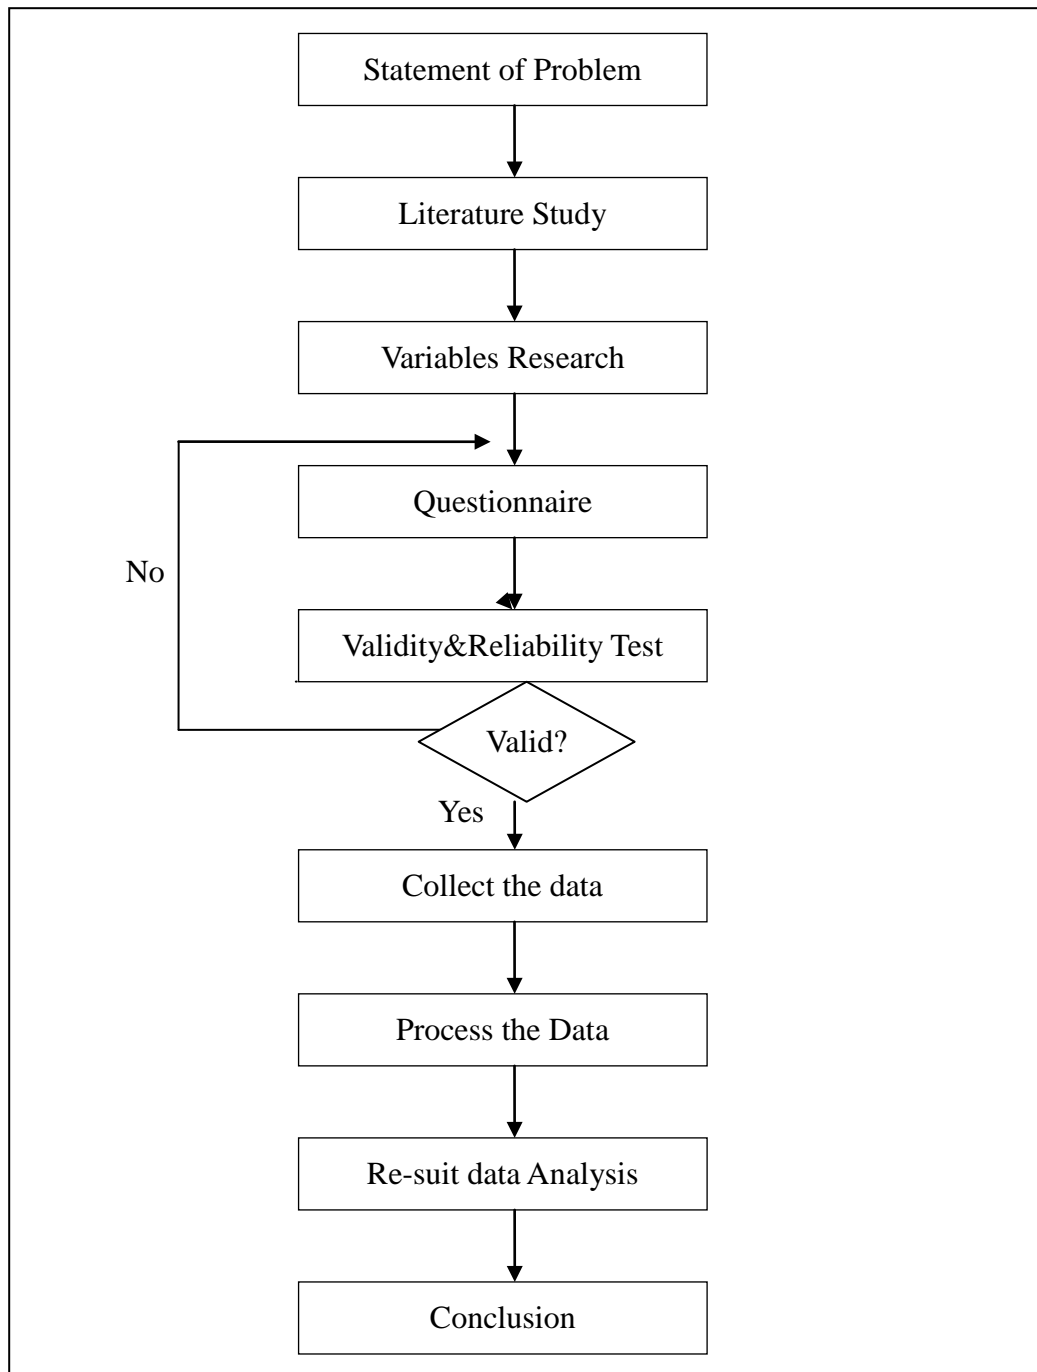 Statement of Problem
Literature Study
Variables Research
Questionnaire
No
Validity&Reliability Test
Valid?
Yes
Collect the data
Process the Data
Re-suit data Analysis
Conclusion